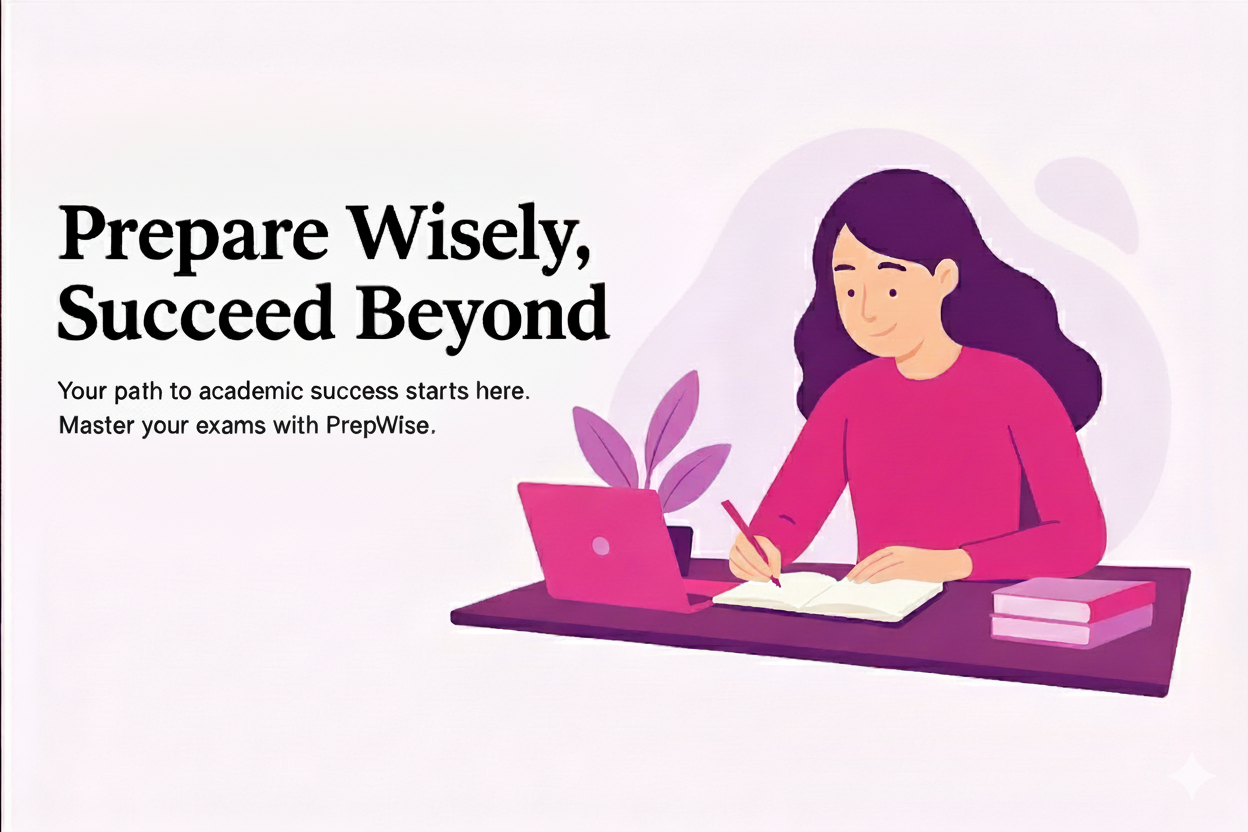 Prepare Wisely,
Succeed Beyond
Your path to academic success starts here.
Master your exams with PrepWise.